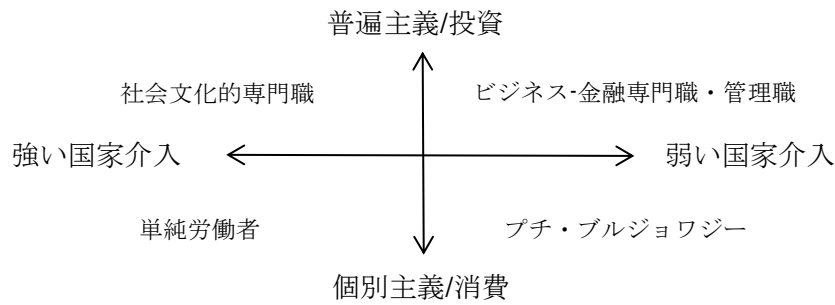 普遍主義/投資
社会文化的専門職
ビジネス-金融専門職・管理職
強い国家介入
弱い国家介入
単純労働者
プチ・ブルジョワジー
個別主義/消費